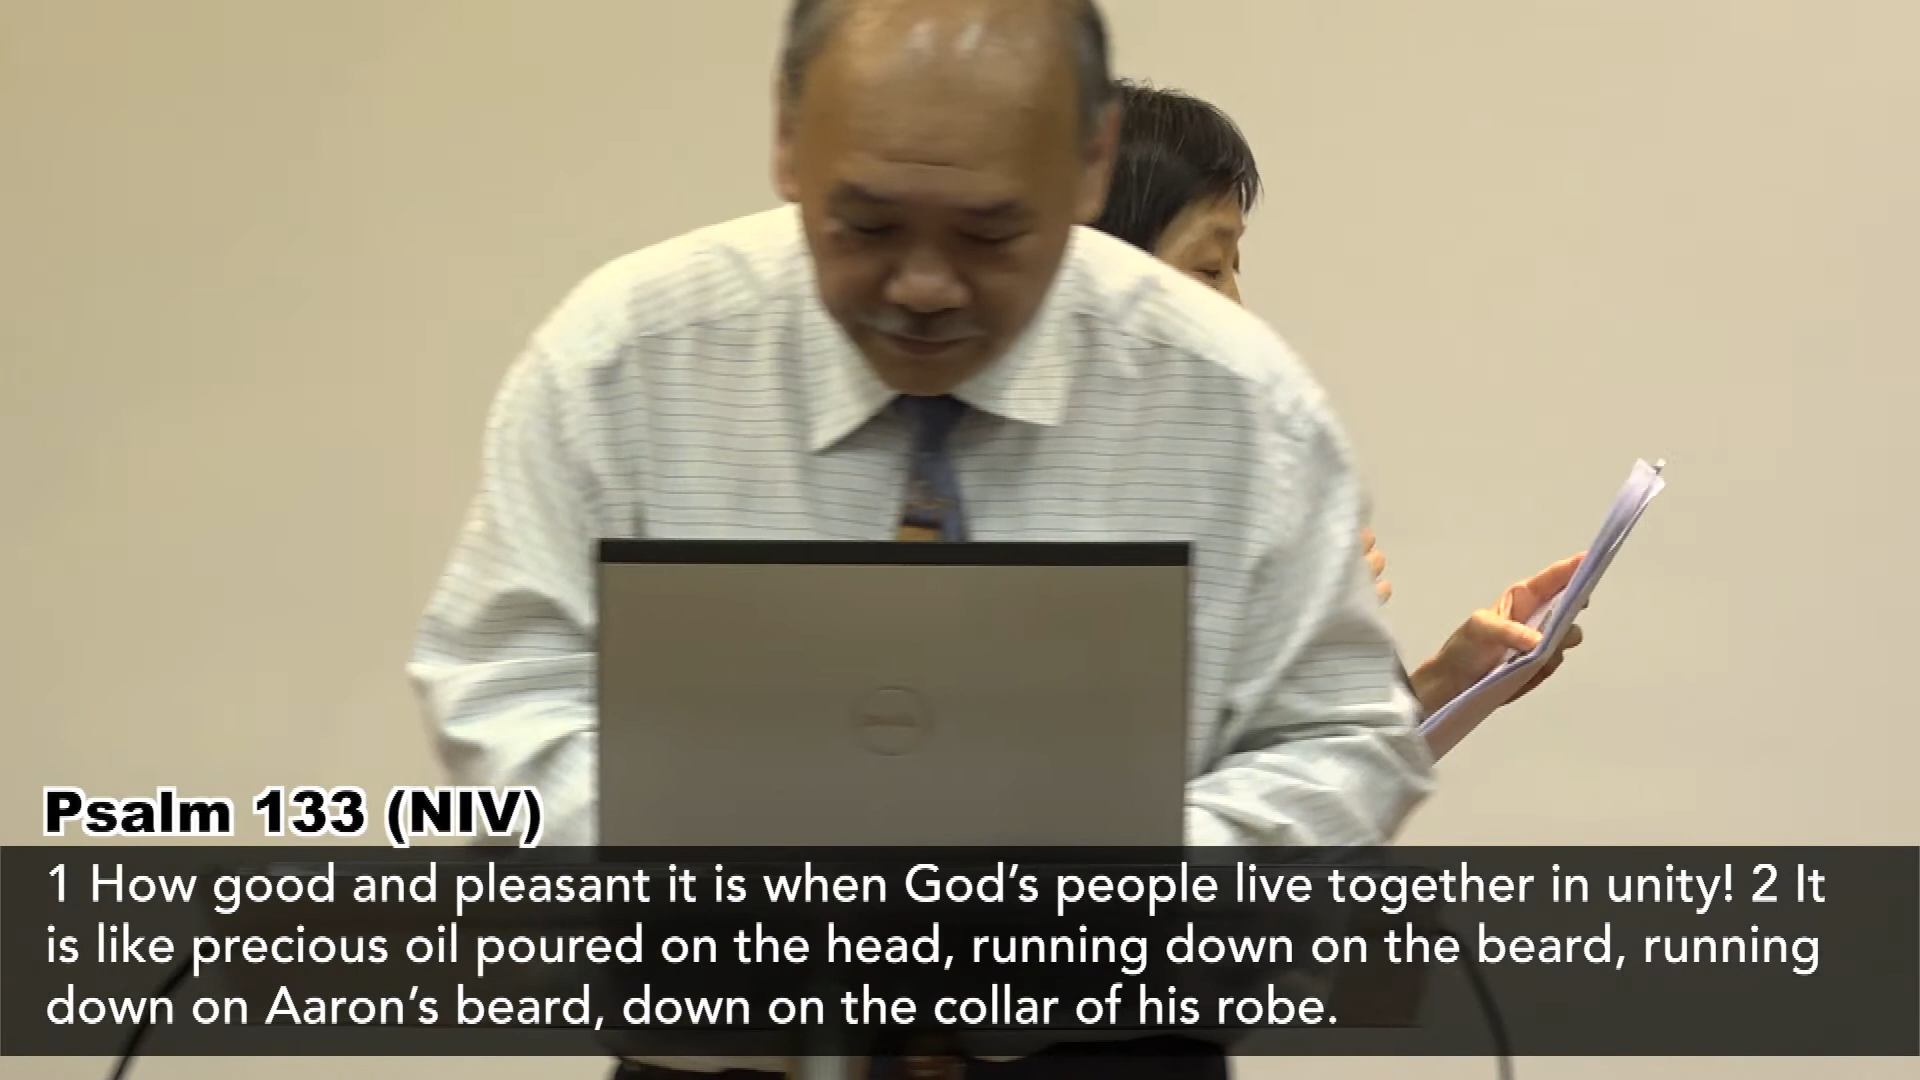 Psalm 133 (NIV)
1 How good and pleasant it is when God’s people live together in unity! 2 It
is like precious oil poured on the head, running down on the beard, running
down on Aaron’s beard, down on the collar of his robe.